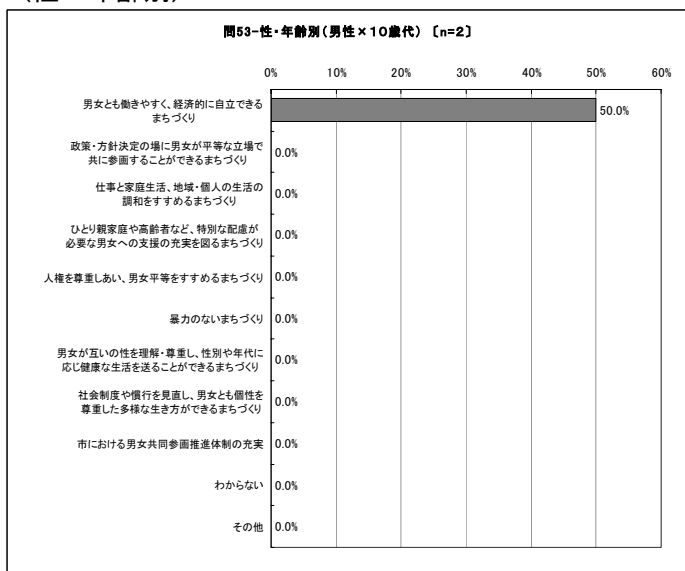 問53-性・年齢別（男性×１０歳代）〔n=２〕
0% 10% 20% 30% 40% 50% 60%
男女とも働きやすく、経済的に自立できる
まちづくり
50.0%
政策・方針決定の場に男女が平等な立場で
共に参画することができるまちづくり
0.0%
仕事と家庭生活、地域・個人の生活の
調和をすすめるまちづくり
0.0%
ひとり親家庭や高齢者など、特別な配慮が
必要な男女への支援の充実を図るまちづくり
0.0%
人権を尊重しあい、男女平等をすすめるまちづくり
0.0%
暴力のないまちづくり
0.0%
男女が互いの性を理解・尊重し、性別や年代に
応じ健康な生活を送ることができるまちづくり
0.0%
社会制度や慣行を見直し、男女とも個性を
尊重した多様な生き方ができるまちづくり
0.0%
市における男女共同参画推進体制の充実
0.0%
わからない
0.0%
その他
0.0%